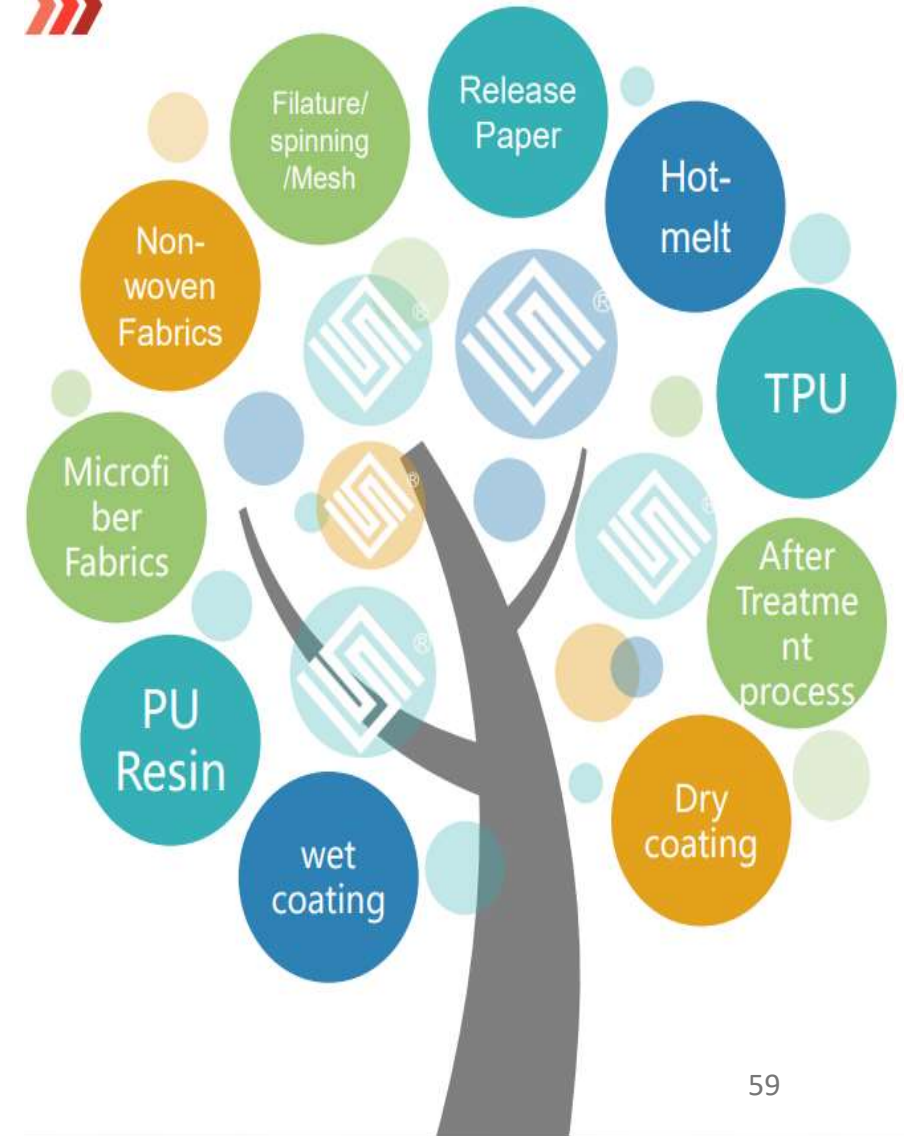 Filature/
spinning
/Mesh
Release
Paper
Hot-
melt
Non-
woven
Fabrics
TPU
Microfi
ber
Fabrics
After
Treatme
nt
process
PU
Resin
Dry
coating
wet
coating
®
®
®
®
®
59